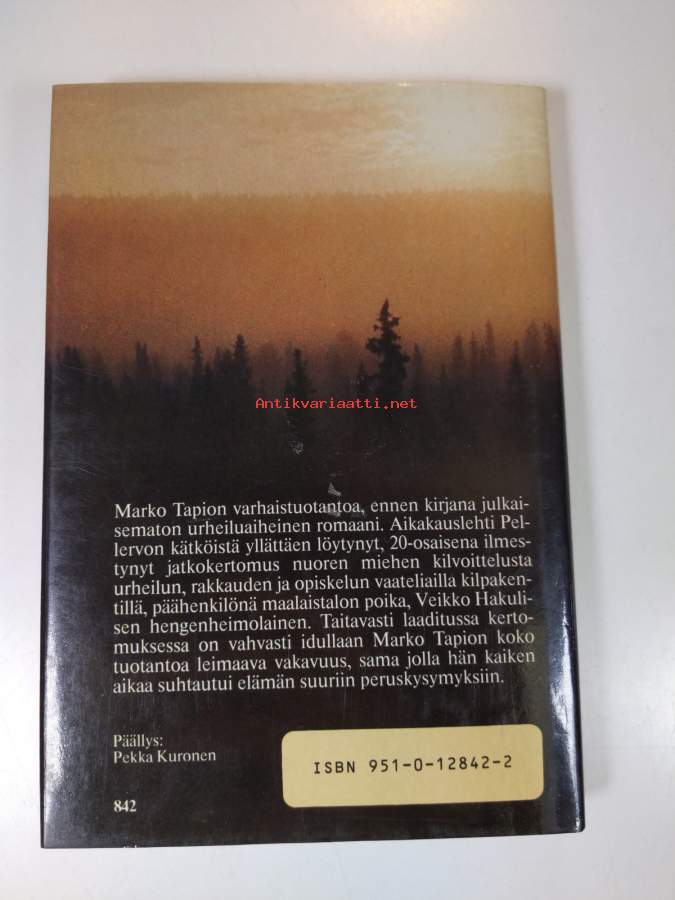 Antikvariaatti.net
Marko Tapion varhaistuotantoa, ennen kirjana julkai-
sematon urheiluaiheinen romaani. Aikakauslehti Pel-
lervon kätköistä yllättäen löytynyt, 20-osaisena ilmes-
tynyt jatkokertomus nuoren miehen kilvoittelusta
urheilun, rakkauden ja opiskelun vaateliailla kilpaken-
tillä, päähenkilönä maalaistalon poika, Veikko Hakuli-
sen hengenheimolainen. Taitavasti laaditussa kerto-
muksessa on vahvasti idullaan Marko Tapion koko
tuotantoa leimaava vakavuus, sama jolla hän kaiken
aikaa suhtautui elämän suuriin peruskysymyksiin.
Päällys:
Pekka Kuronen
ISBN 951-0-12842-2
842